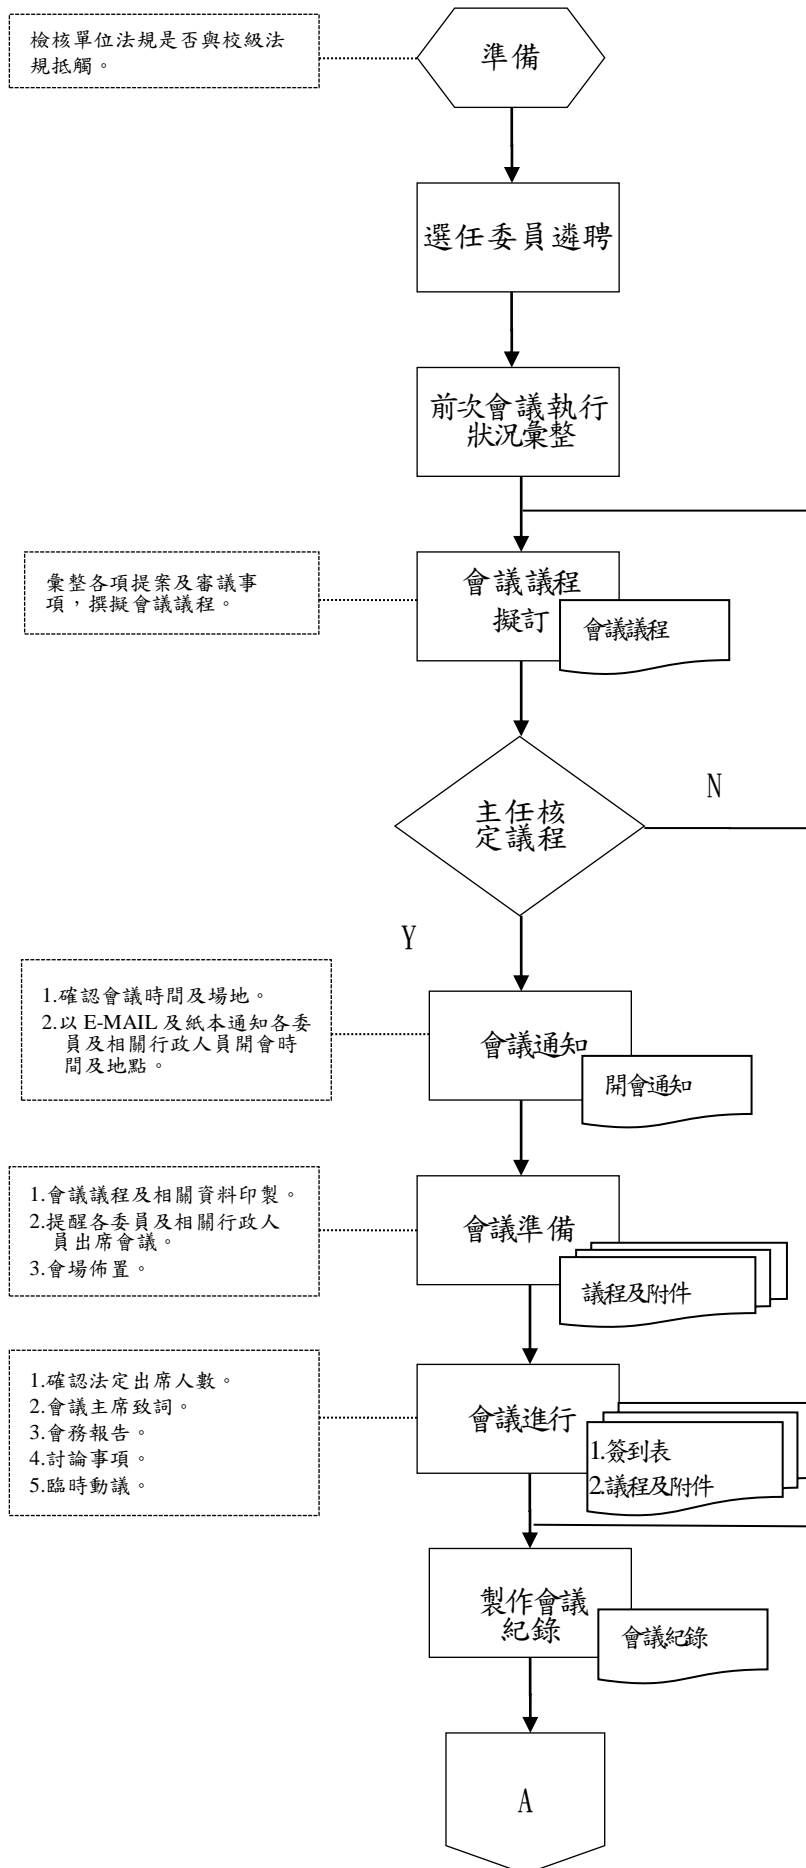 檢核單位法規是否與校級法
規抵觸。
準備
選任委員遴聘
前次會議執行
狀況彙整
彙整各項提案及審議事
項，撰擬會議議程。
會議議程
擬訂
會議議程
主任核
定議程
N
Y
1.確認會議時間及場地。
2.以 E-MAIL 及紙本通知各委
員及相關行政人員開會時
間及地點。
會議通知
開會通知
1.會議議程及相關資料印製。
2.提醒各委員及相關行政人
員出席會議。
3.會場佈置。
會議準備
議程及附件
1.確認法定出席人數。
2.會議主席致詞。
3.會務報告。
4.討論事項。
5.臨時動議。
會議進行
1.簽到表
2.議程及附件
製作會議
紀錄
會議紀錄
A